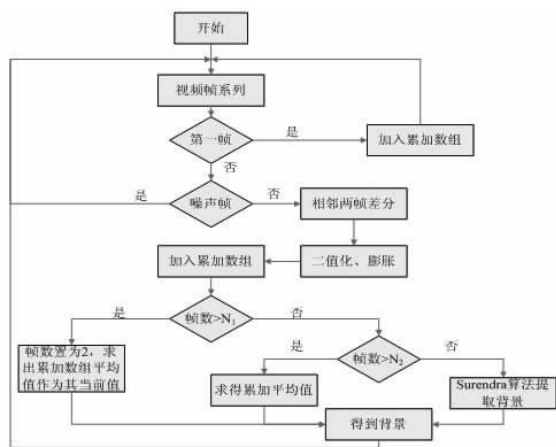 开始
视频帧系列
第一帧
是
加入累加数组
否
是
噪声帧
否
相邻两帧差分
加入累加数组
二值化、膨胀
是
帧数>N₁
否
帧数置为2，求
出累加数组平均
值作为其当前值
是
帧数>N₂
否
求得累加平均值
Surendra算法提
取背景
得到背景